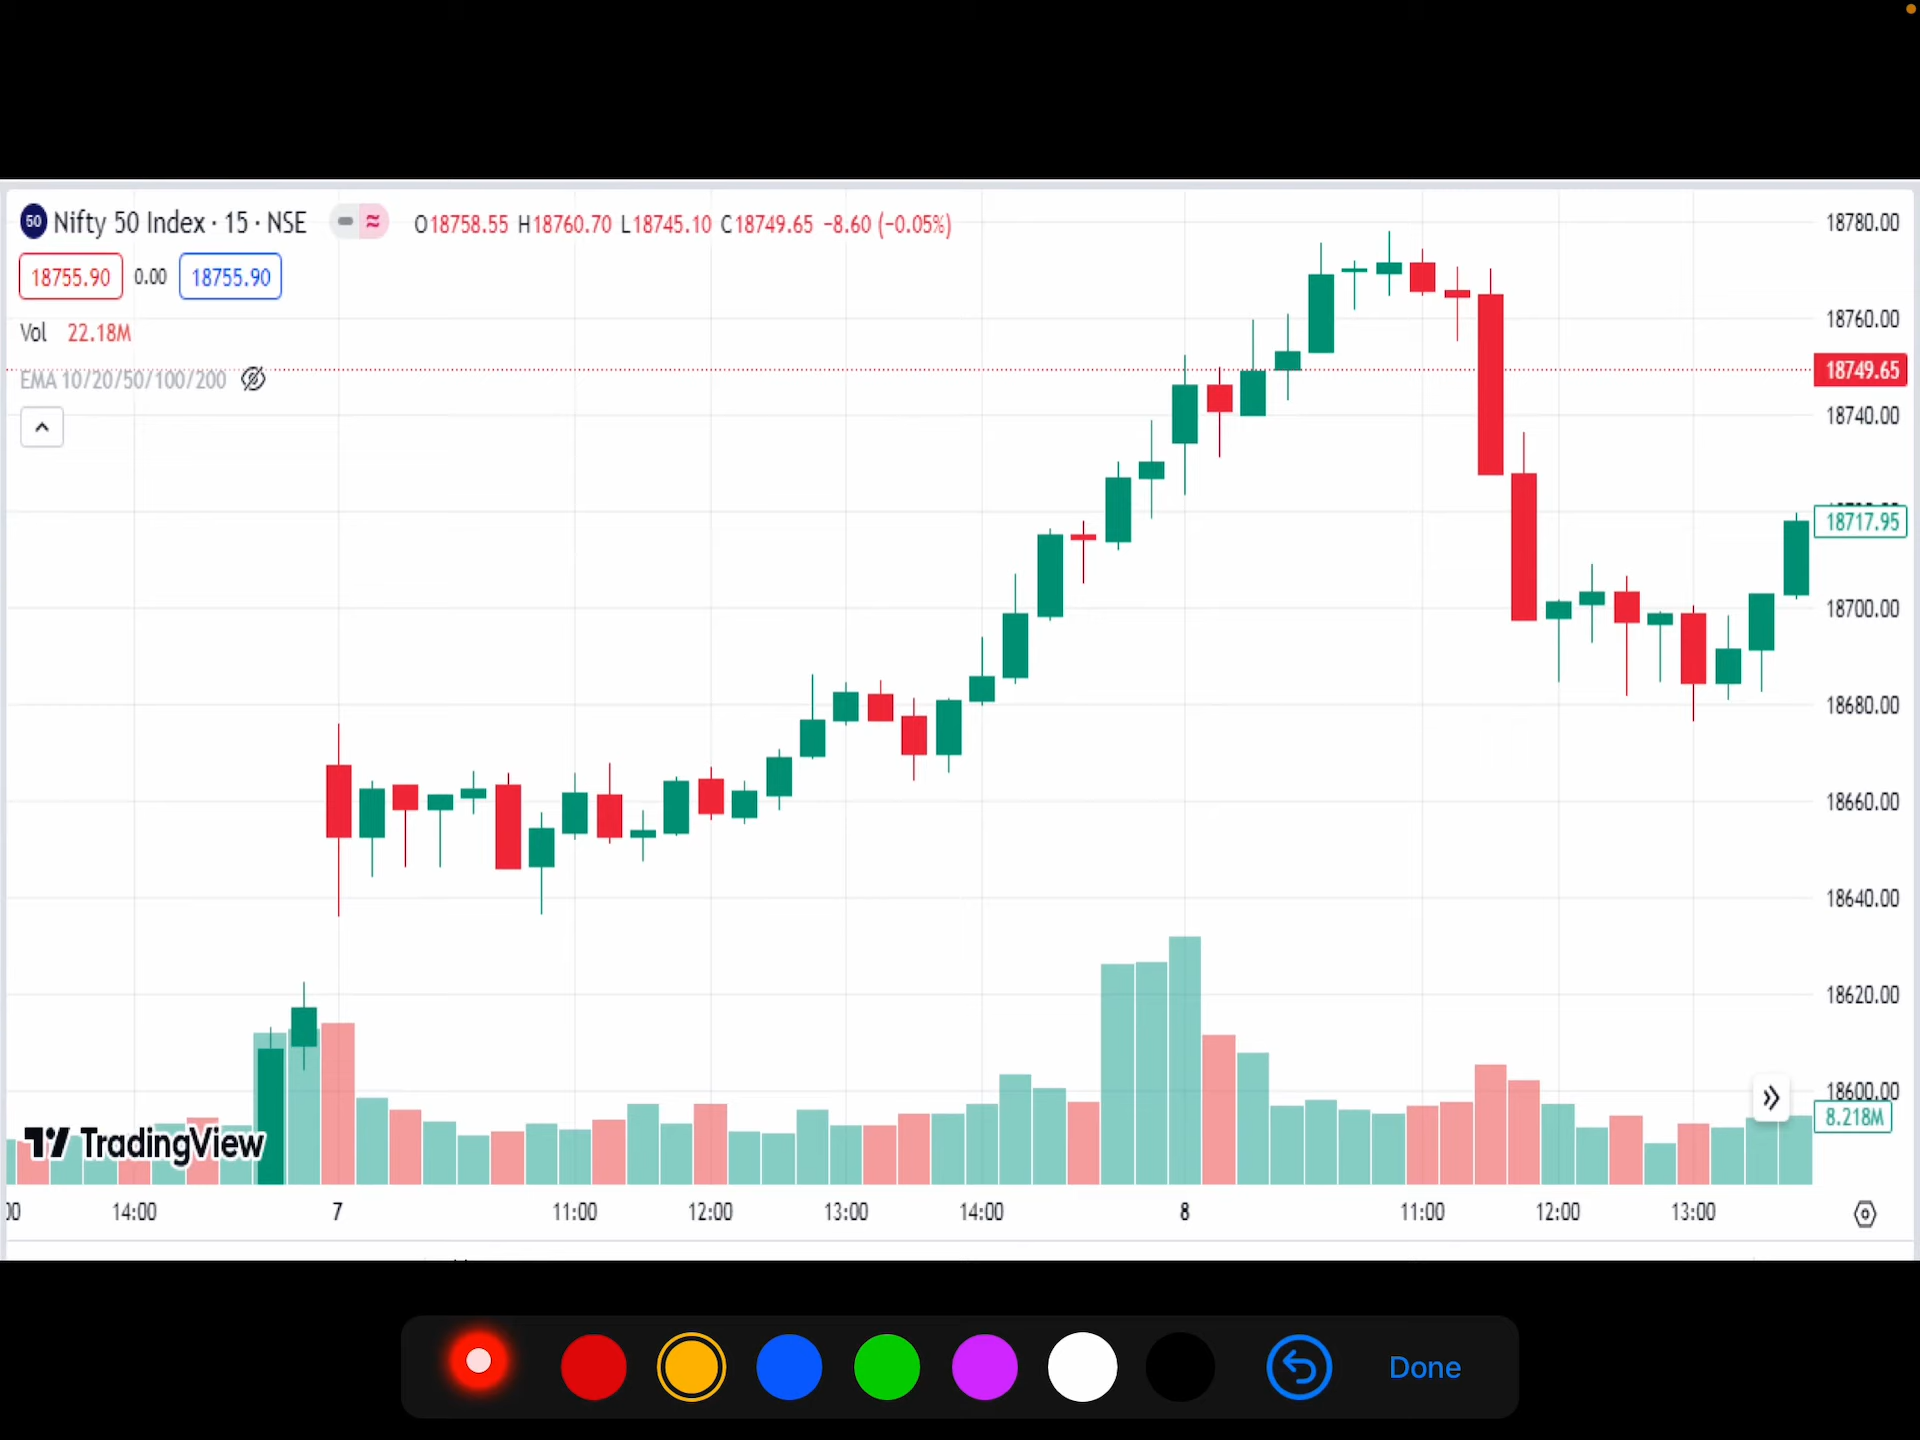 50 Nifty 50 Index · 15 · NSE O18758.55 H18760.70 L18745.10 C18749.65 −8.60 (−0.05%)
18755.90 0.00 18755.90
Vol 22.18M
EMA 10/20/50/100/200
18780.00
18760.00
18749.65
18740.00
18717.95
18700.00
18680.00
18660.00
18640.00
18620.00
18600.00
8.218M
TradingView
14:00 7 11:00 12:00 13:00 14:00 8 11:00 12:00 13:00
Done